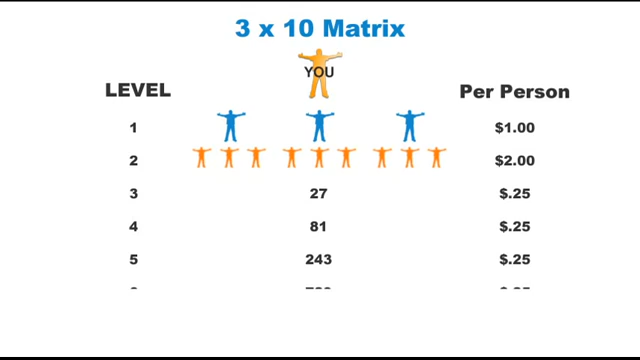 3 x 10 Matrix
YOU
LEVEL Per Person
1 $1.00
2 $2.00
3 27 $.25
4 81 $.25
5 243 $.25